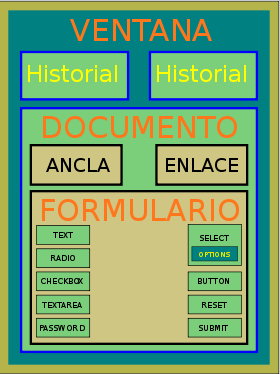 VENTANA
Historial Historial
DOCUMENTO
ANCLA ENLACE
FORMULARIO
TEXT
RADIO
CHECKBOX
TEXTAREA
PASSWORD
SELECT
OPTIONS
BUTTON
RESET
SUBMIT